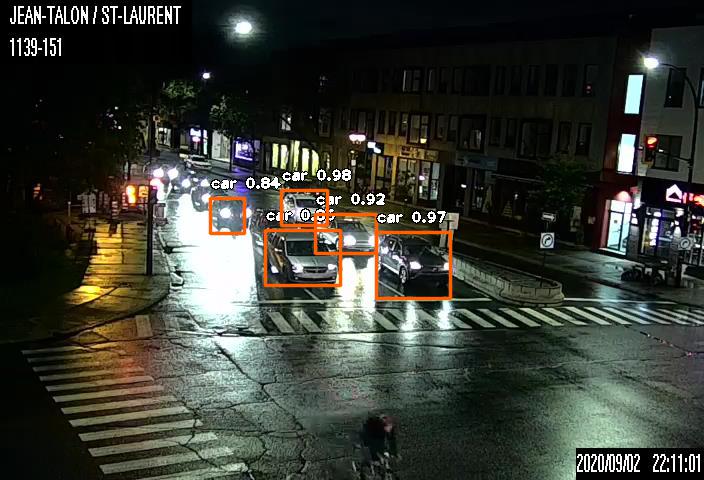 JEAN-TALON / ST-LAURENT
1139-151
car 0.98
car 0.84
car 0.92
car 0.97
2020/09/02 22:11:01